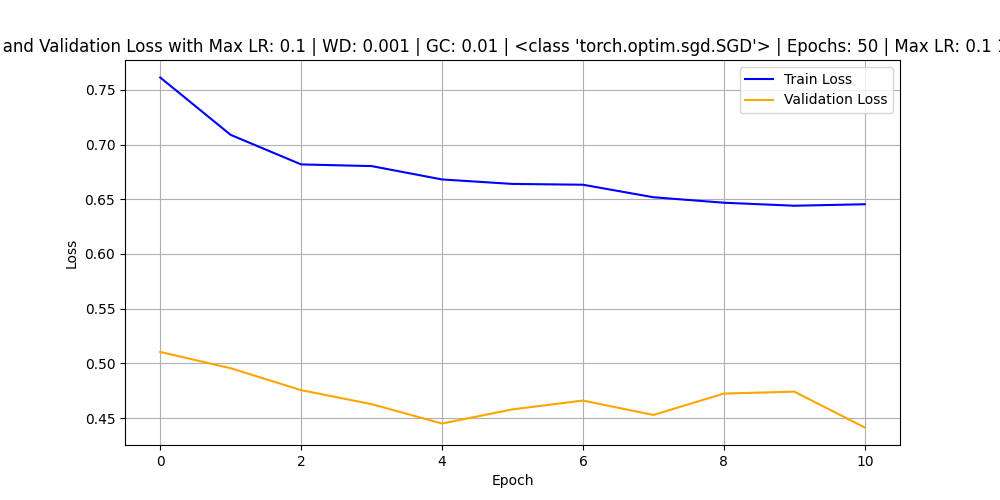 and Validation Loss with Max LR: 0.1 | WD: 0.001 | GC: 0.01 | <class 'torch.optim.sgd.SGD'> | Epochs: 50 | Max LR: 0.1
Train Loss
Validation Loss
0.75
0.70
0.65
0.60
0.55
0.50
0.45
Loss
0 2 4 6 8 10
Epoch